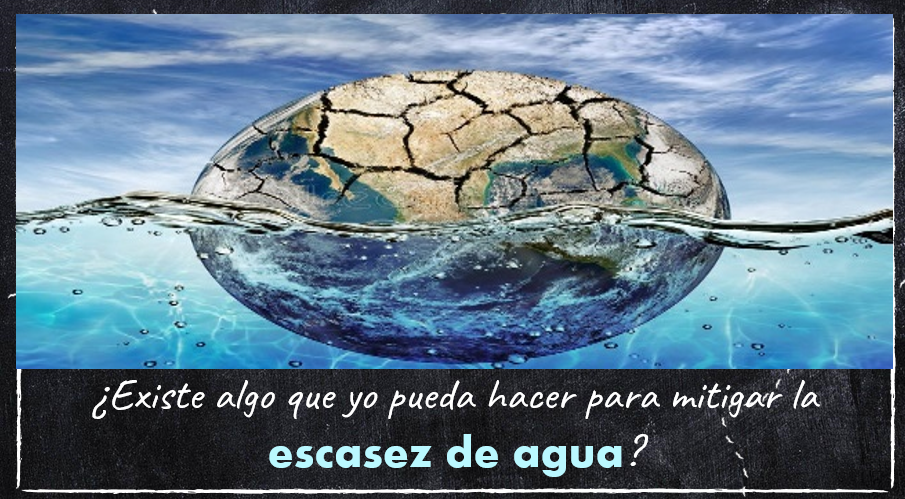 ¿Existe algo que yo pueda hacer para mitigar la
escasez de agua?